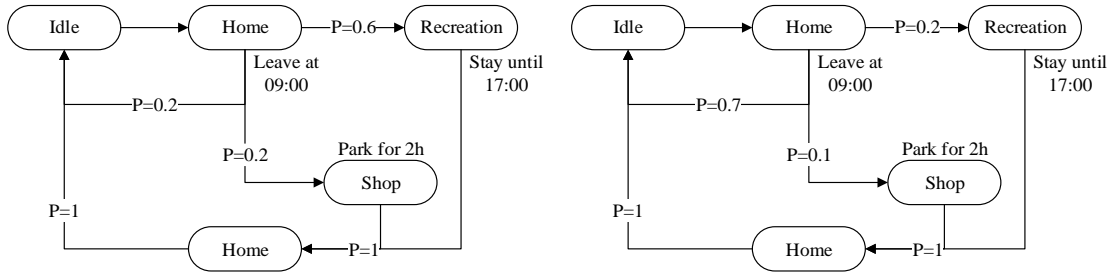 Idle
Home
P=0.6
Recreation
Leave at
09:00
Stay until
17:00
P=0.2
P=0.2
Park for 2h
Shop
P=1
Home
P=1
Idle
Home
P=0.2
Recreation
Leave at
09:00
Stay until
17:00
P=0.7
P=0.1
Park for 2h
Shop
P=1
Home
P=1